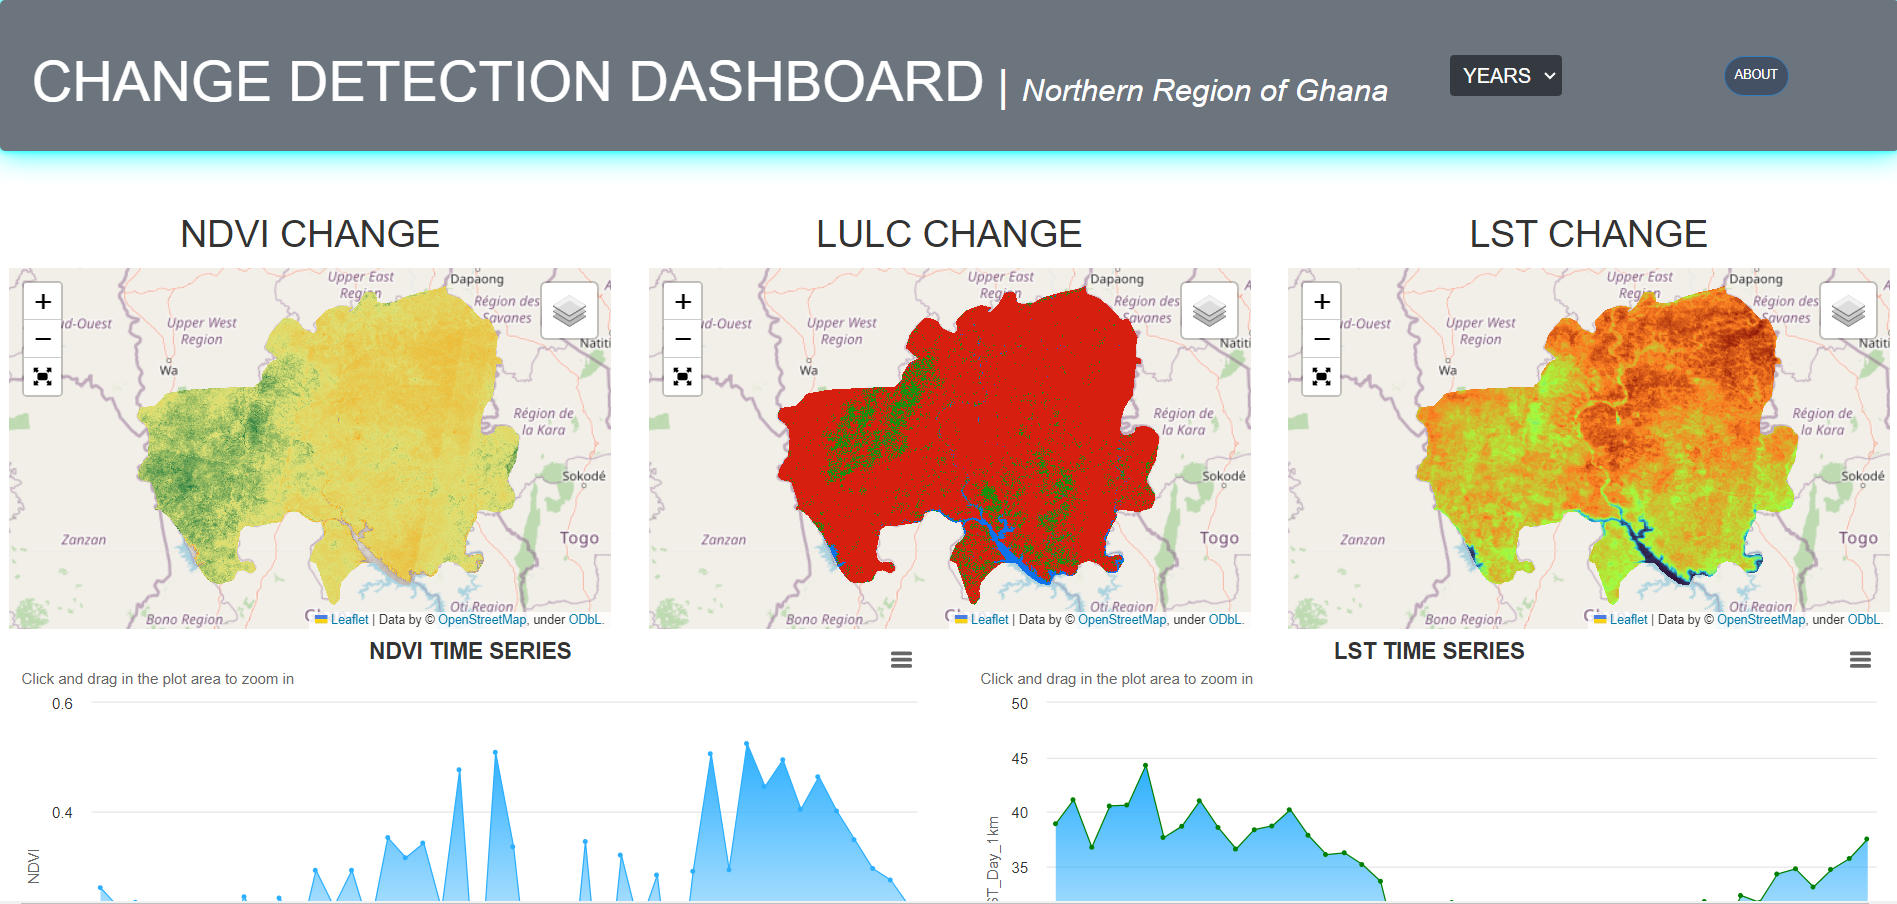 CHANGE DETECTION DASHBOARD | Northern Region of Ghana
YEARS
ABOUT
NDVI CHANGE
LULC CHANGE
LST CHANGE
+
−
Upper East
Region
Dapaong
Région des
Savanes
ud-Ouest
Upper West
Region
Natiti
Wa
Région de
la Kara
Sokodé
Zanzan
Togo
Bono Region
Oti Region
Leaflet | Data by © OpenStreetMap, under ODbL.
+
−
Upper East
Region
Dapaong
Région des
Savanes
ud-Ouest
Upper West
Region
Natiti
Wa
Région de
la Kara
Sokodé
Zanzan
Togo
Bono Region
Oti Region
Leaflet | Data by © OpenStreetMap, under ODbL.
+
−
Upper East
Region
Dapaong
Région des
Savanes
d-Ouest
Upper West
Region
Natiti
Wa
Région de
la Kara
Sokodé
Zanzan
Togo
Bono Region
Oti Region
Leaflet | Data by © OpenStreetMap, under ODbL.
NDVI TIME SERIES
Click and drag in the plot area to zoom in
0.6
0.4
NDVI
LST TIME SERIES
Click and drag in the plot area to zoom in
50
45
40
35
ST_Day_1km